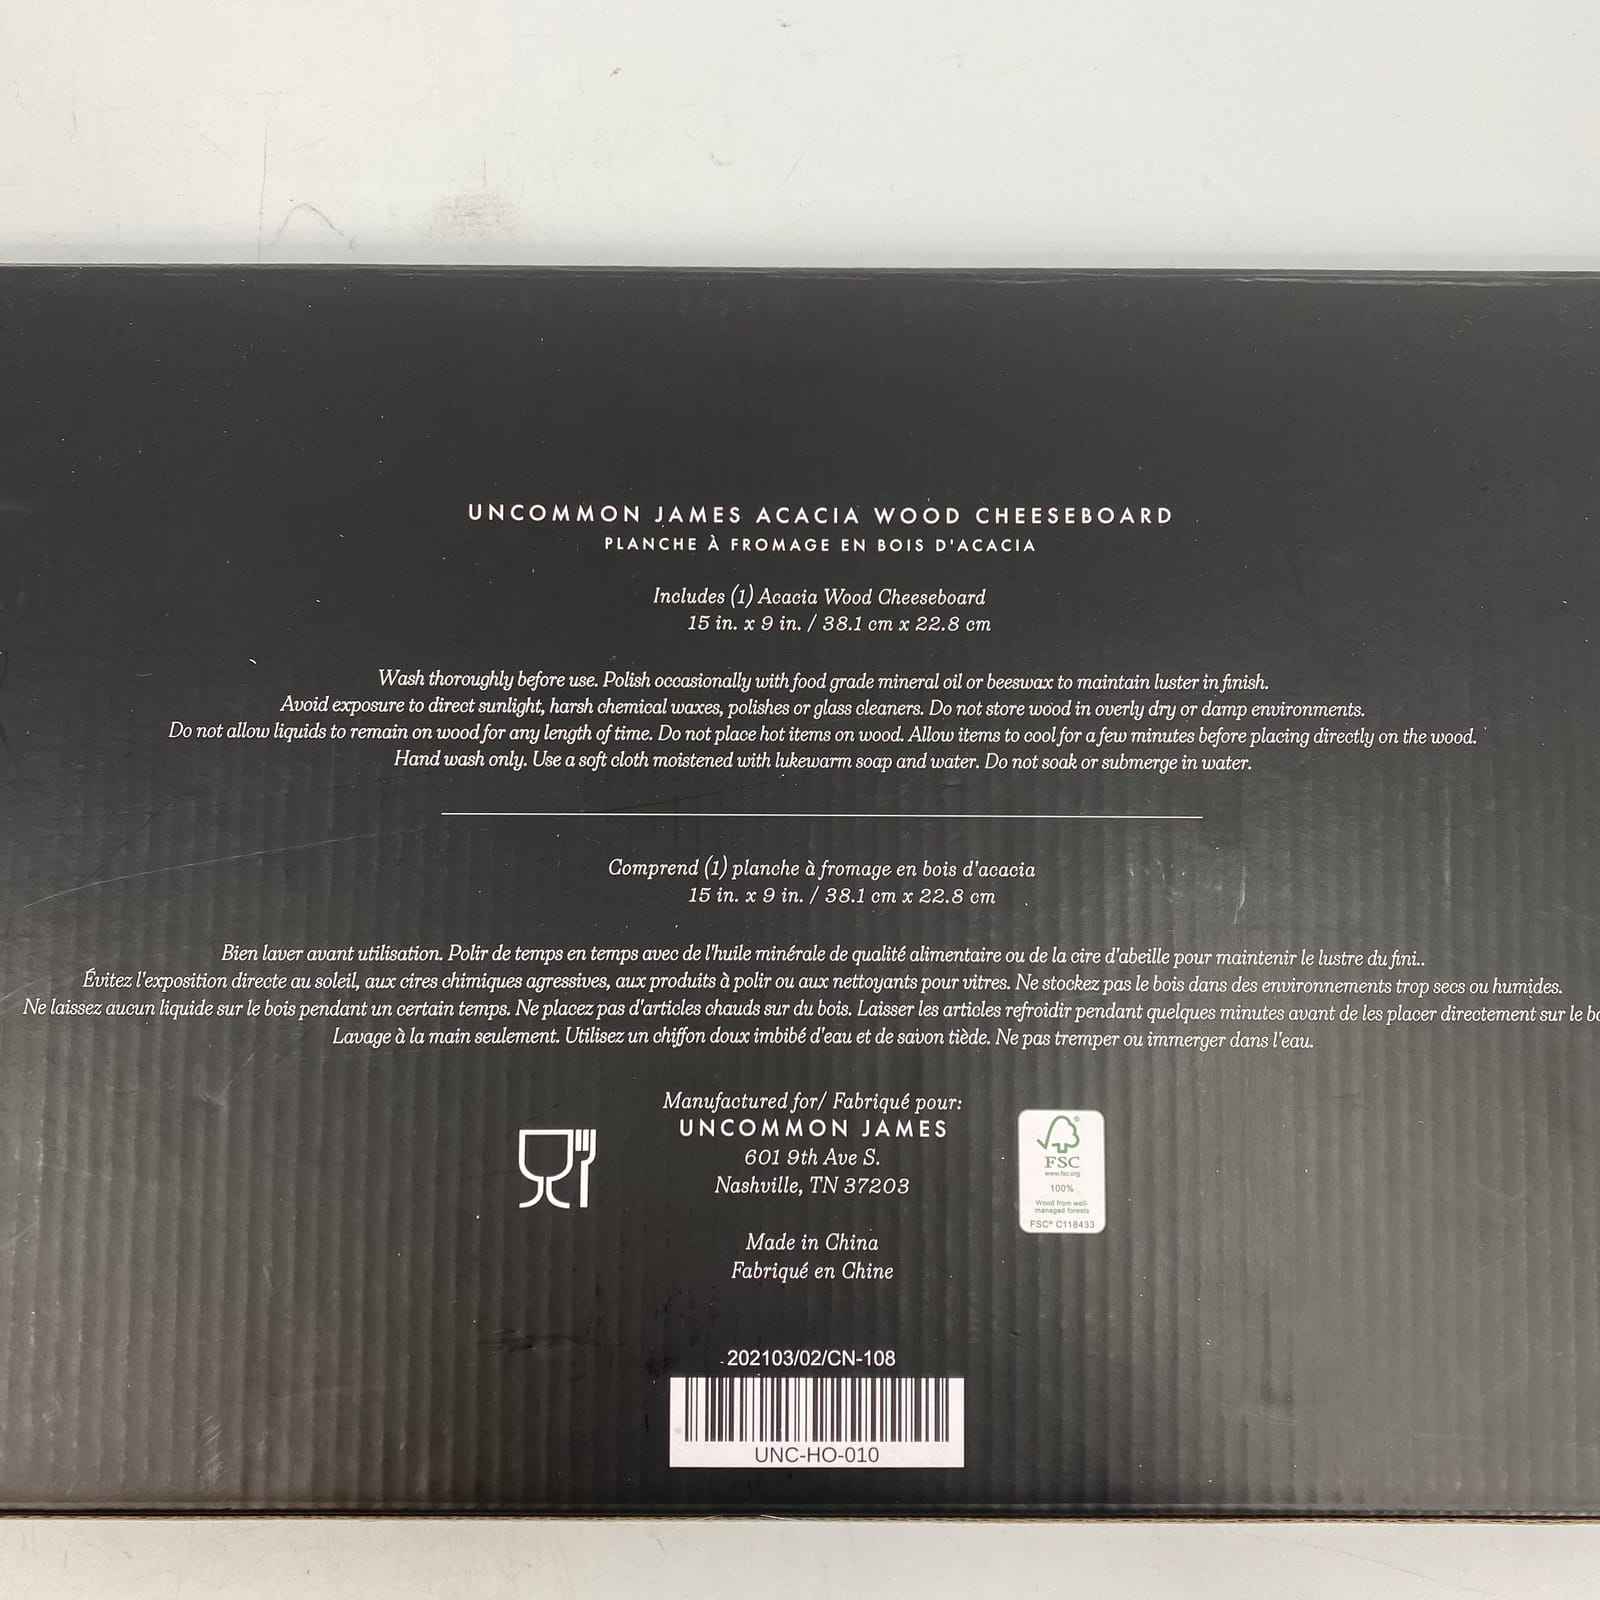 UNCOMMON JAMES ACACIA WOOD CHEESEBOARD
PLANCHE À FROMAGE EN BOIS D'ACACIA
Includes (1) Acacia Wood Cheeseboard
15 in. x 9 in. / 38.1 cm x 22.8 cm
Wash thoroughly before use. Polish occasionally with food grade mineral oil or beeswax to maintain luster in finish.
Avoid exposure to direct sunlight, harsh chemical waxes, polishes or glass cleaners. Do not store wood in overly dry or damp environments.
Do not allow liquids to remain on wood for any length of time. Do not place hot items on wood. Allow items to cool for a few minutes before placing directly on the wood.
Hand wash only. Use a soft cloth moistened with lukewarm soap and water. Do not soak or submerge in water.
Comprend (1) planche à fromage en bois d'acacia
15 in. x 9 in. / 38.1 cm x 22.8 cm
Bien laver avant utilisation. Polir de temps en temps avec de l'huile minérale de qualité alimentaire ou de la cire d'abeille pour maintenir le lustre du fini..
Évitez l'exposition directe au soleil, aux cires chimiques agressives, aux produits à polir ou aux nettoyants pour vitres. Ne stockez pas le bois dans des environnements trop secs ou humides.
Ne laissez aucun liquide sur le bois pendant un certain temps. Ne placez pas d'articles chauds sur du bois. Laisser les articles refroidir pendant quelques minutes avant de les placer directement sur le
Lavage à la main seulement. Utilisez un chiffon doux imbibé d'eau et de savon tiède. Ne pas tremper ou immerger dans l'eau.
Manufactured for/ Fabriqué pour:
UNCOMMON JAMES
601 9th Ave S.
Nashville, TN 37203
Made in China
Fabriqué en Chine
FSC
www.fsc.org
100%
Wood from well-
managed forests
FSC® C118433
202103/02/CN-108
UNC-HO-010